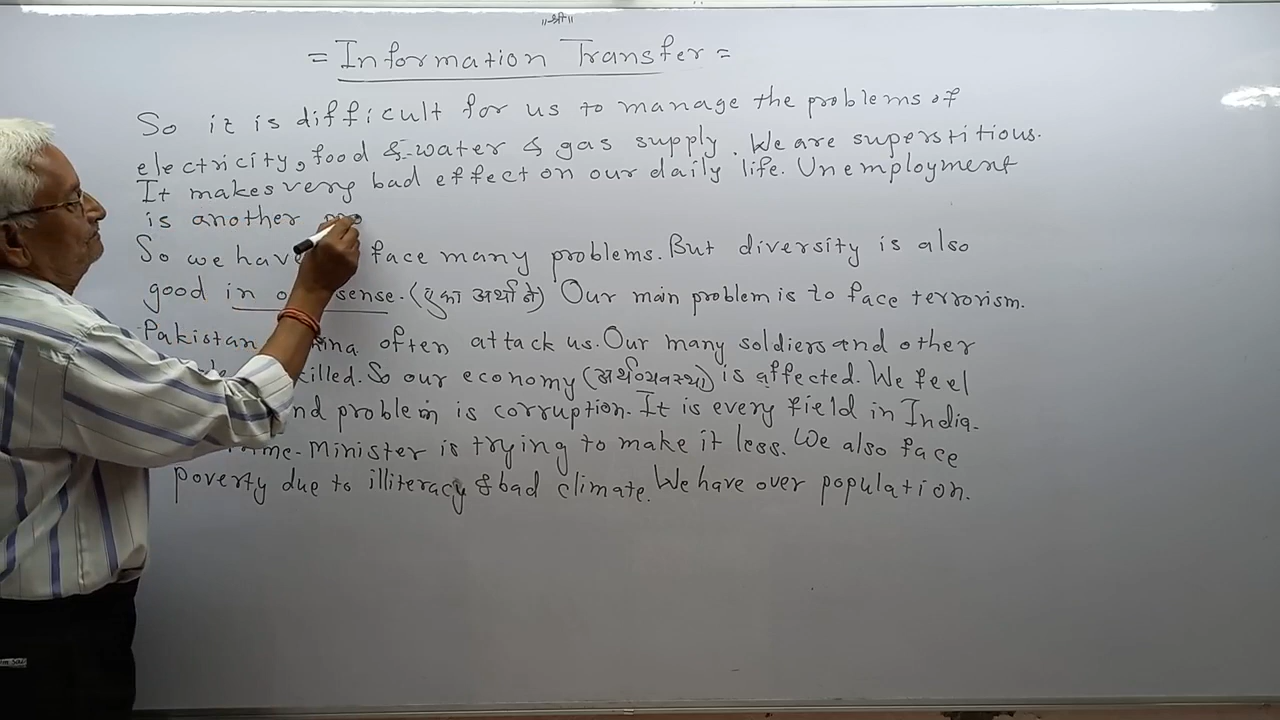 ॥श्री॥
= Information Transfer =
So it is difficult for us to manage the problems of
electricity, food & water & gas supply. We are superstitious.
It makes very bad effect on our daily life. Unemployment
is another
So we have face many problems. But diversity is also
good in sense. (एका अर्थाने) Our main problem is to face terrorism.
Pakistan often attack us. Our many soldiers and other
killed. So our economy (अर्थव्यवस्था) is affected. We feel
problem is corruption. It is every field in India.
Minister is trying to make it less. We also face
poverty due to illiteracy & bad climate. We have over population.